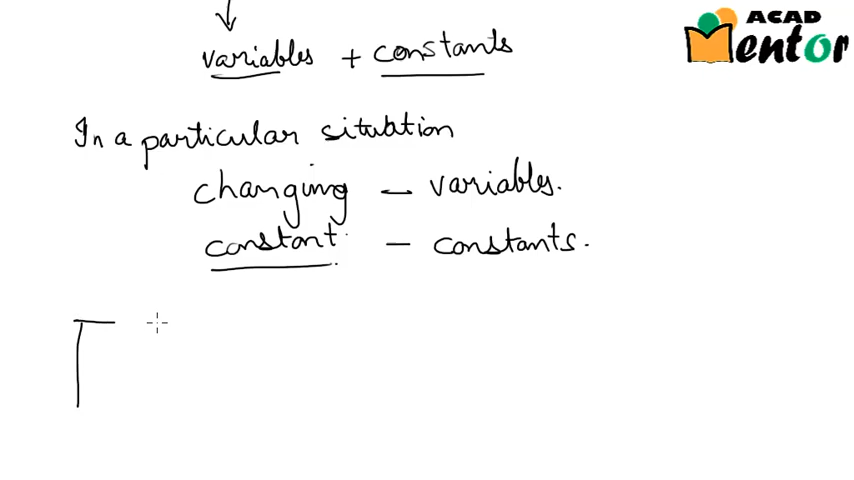 ACAD
Mentor
variables + constants
In a particular situation
changing – variables.
constant – constants.